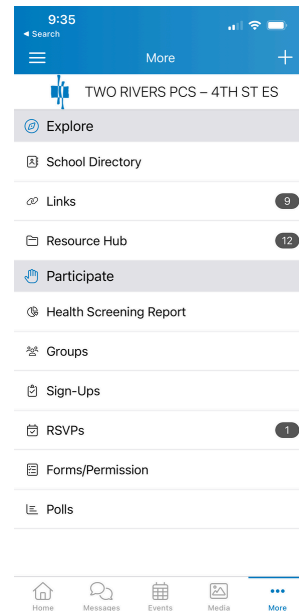 9:35
◄ Search
More
TWO RIVERS PCS – 4TH ST ES
Explore
School Directory
Links 9
Resource Hub 12
Participate
Health Screening Report
Groups
Sign-Ups
RSVPs 1
Forms/Permission
Polls
Home Messages Events Media More